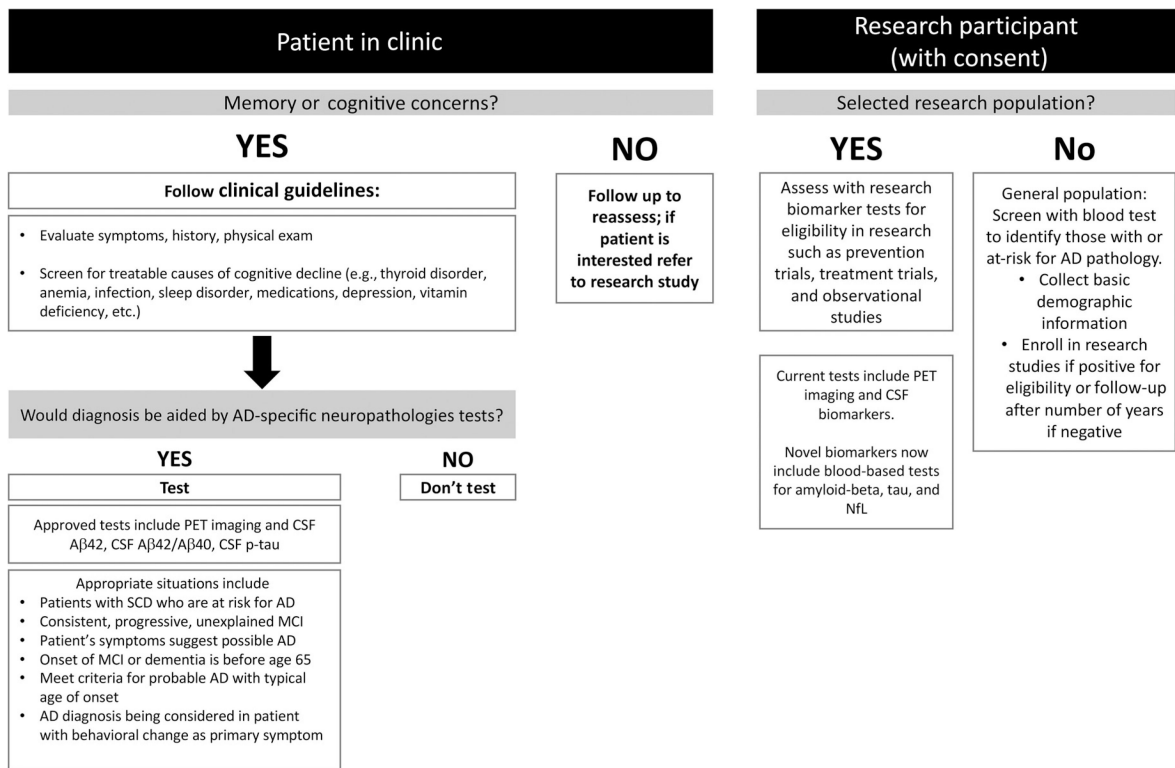 Patient in clinic
Memory or cognitive concerns?
YES
Follow clinical guidelines:
• Evaluate symptoms, history, physical exam
• Screen for treatable causes of cognitive decline (e.g., thyroid disorder,
anemia, infection, sleep disorder, medications, depression, vitamin
deficiency, etc.)
Would diagnosis be aided by AD-specific neuropathologies tests?
YES
Test
Approved tests include PET imaging and CSF
Aβ42, CSF Aβ42/Aβ40, CSF p-tau
Appropriate situations include
• Patients with SCD who are at risk for AD
• Consistent, progressive, unexplained MCI
• Patient's symptoms suggest possible AD
• Onset of MCI or dementia is before age 65
• Meet criteria for probable AD with typical
age of onset
• AD diagnosis being considered in patient
with behavioral change as primary symptom
NO
Don't test
NO
Follow up to
reassess; if
patient is
interested refer
to research study
Research participant
(with consent)
Selected research population?
YES
Assess with research
biomarker tests for
eligibility in research
such as prevention
trials, treatment trials,
and observational
studies
Current tests include PET
imaging and CSF
biomarkers.
Novel biomarkers now
include blood-based tests
for amyloid-beta, tau, and
NfL
No
General population:
Screen with blood test
to identify those with or
at-risk for AD pathology.
• Collect basic
demographic
information
• Enroll in research
studies if positive for
eligibility or follow-up
after number of years
if negative